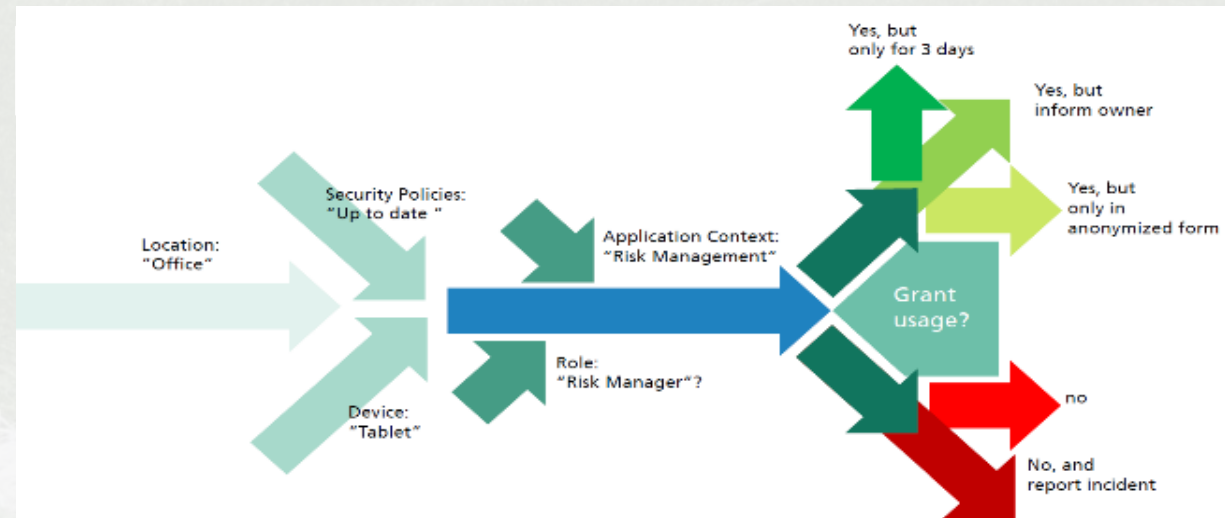 Yes, but
only for 3 days
Yes, but
inform owner
Security Policies:
"Up to date "
Yes, but
only in
anonymized form
Location:
"Office"
Application Context:
"Risk Management"
Grant
usage?
Role:
"Risk Manager"?
Device:
"Tablet"
no
No, and
report incident